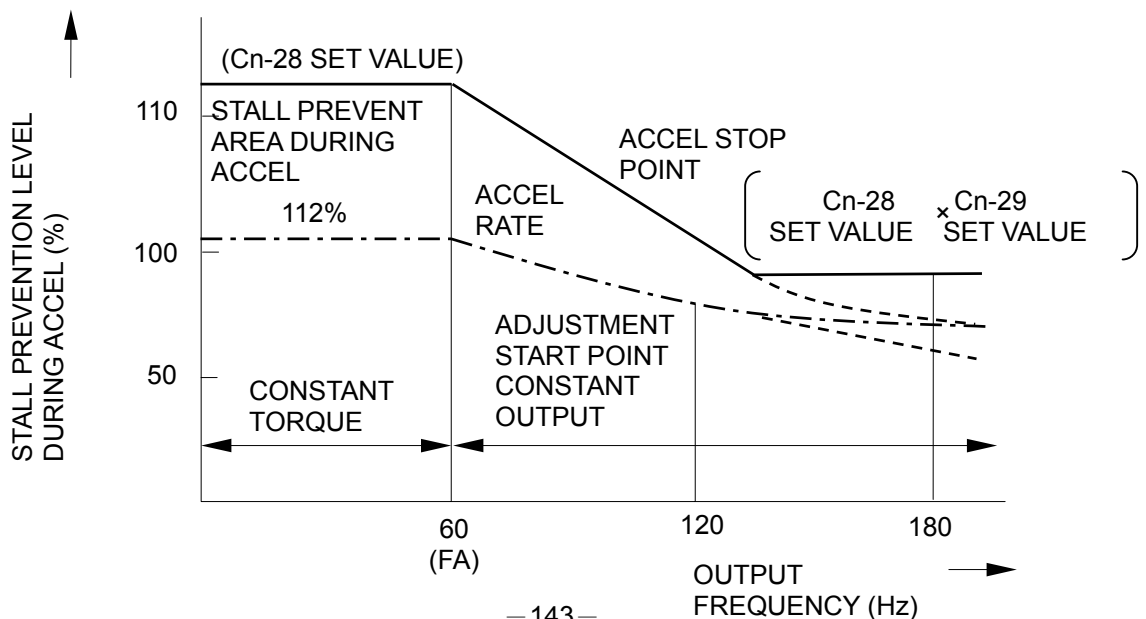 STALL PREVENTION LEVEL
DURING ACCEL (%)
(Cn-28 SET VALUE)
110
STALL PREVENT
AREA DURING
ACCEL
112%
100
50
ACCEL STOP
POINT
ACCEL
RATE
Cn-28 × Cn-29
SET VALUE SET VALUE
ADJUSTMENT
START POINT
CONSTANT
OUTPUT
CONSTANT
TORQUE
60
(FA)
120
180
OUTPUT
FREQUENCY (Hz)
–143–